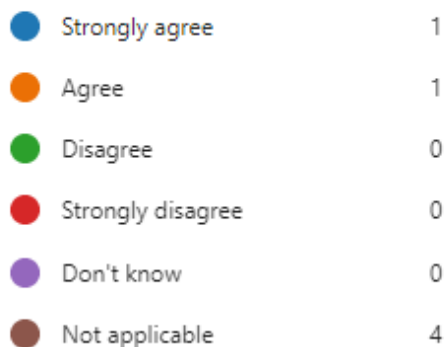 Strongly agree 1
Agree 1
Disagree 0
Strongly disagree 0
Don't know 0
Not applicable 4